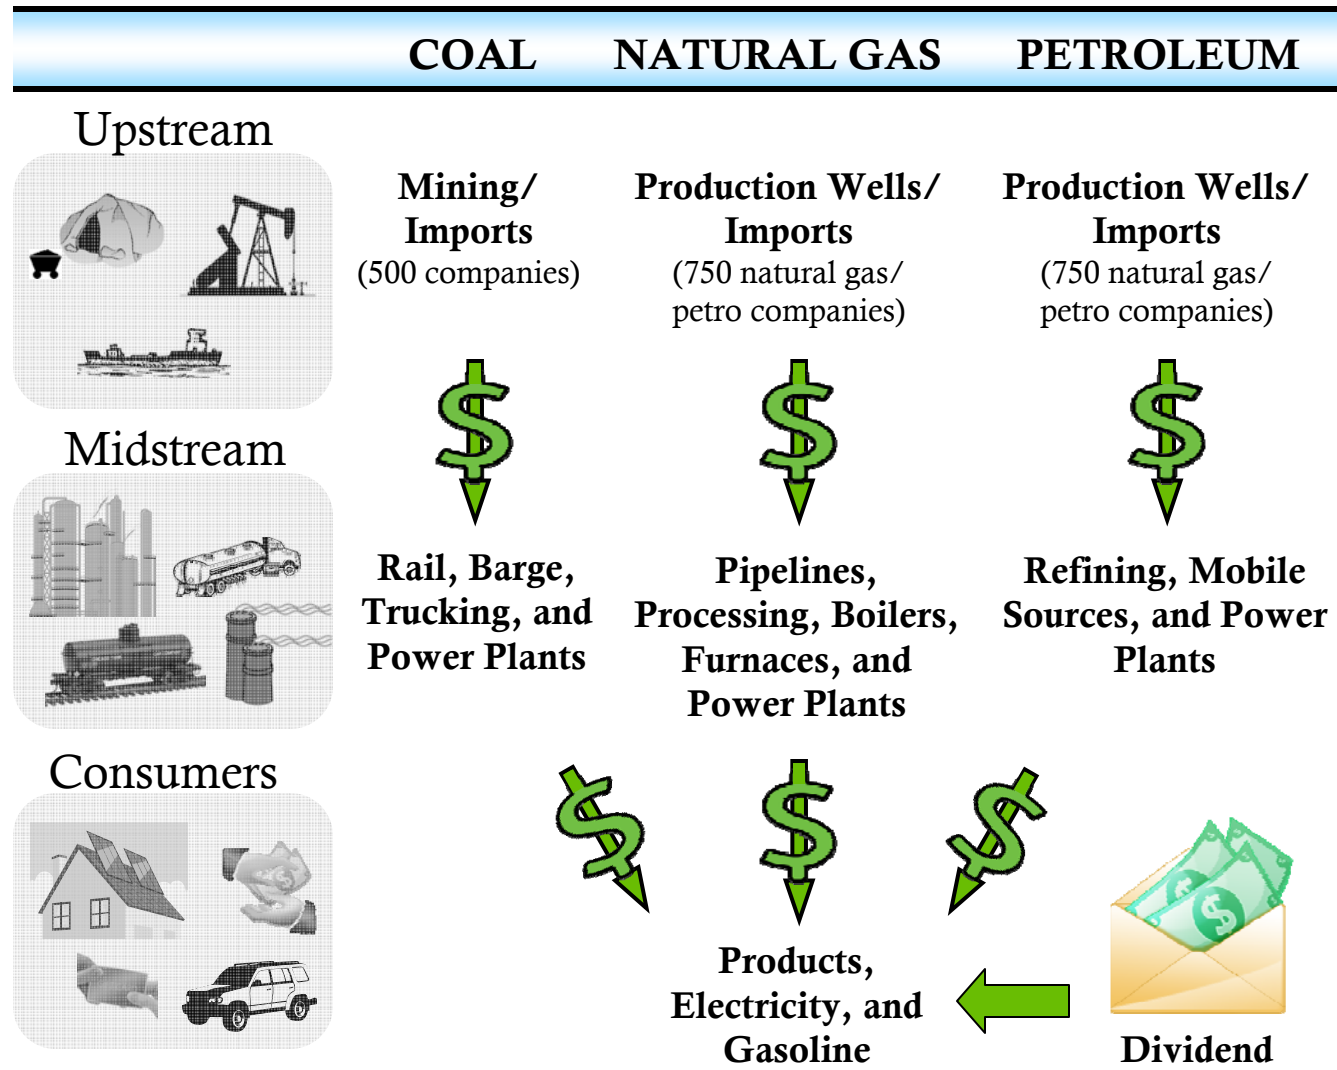 COAL NATURAL GAS PETROLEUM
Upstream
Mining/
Imports
(500 companies)
Production Wells/
Imports
(750 natural gas/
petro companies)
Production Wells/
Imports
(750 natural gas/
petro companies)
$ $ $
Midstream
Rail, Barge,
Trucking, and
Power Plants
Pipelines,
Processing, Boilers,
Furnaces, and
Power Plants
Refining, Mobile
Sources, and Power
Plants
Consumers
$ $ $
Products,
Electricity, and
Gasoline
$
Dividend